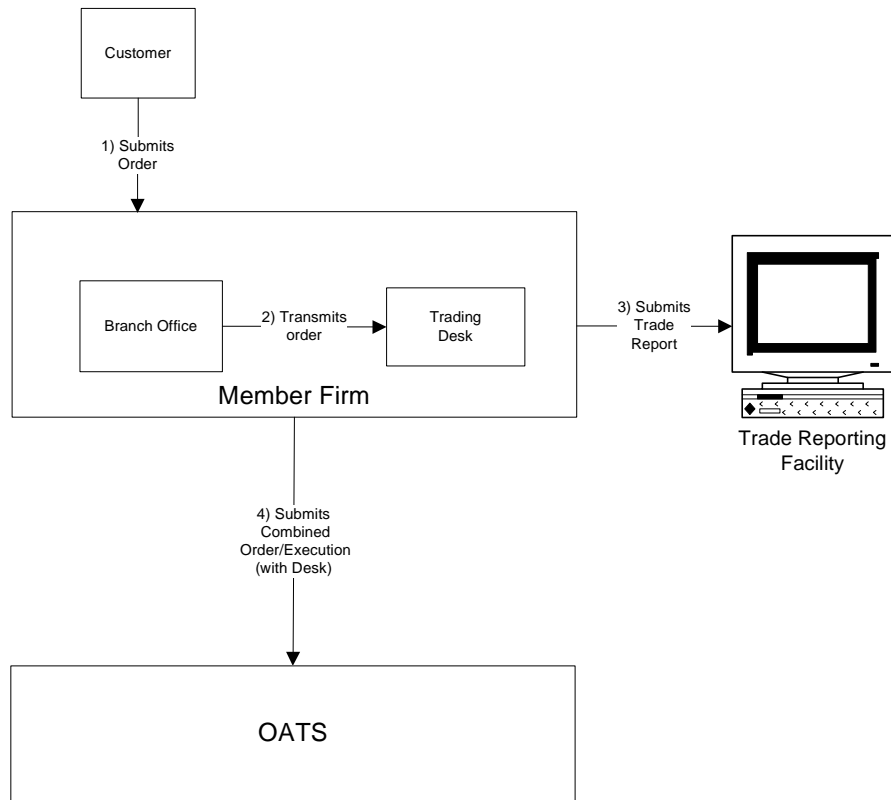 Customer
1) Submits
Order
Branch Office
2) Transmits
order
Trading
Desk
Member Firm
3) Submits
Trade
Report
Trade Reporting
Facility
4) Submits
Combined
Order/Execution
(with Desk)
OATS